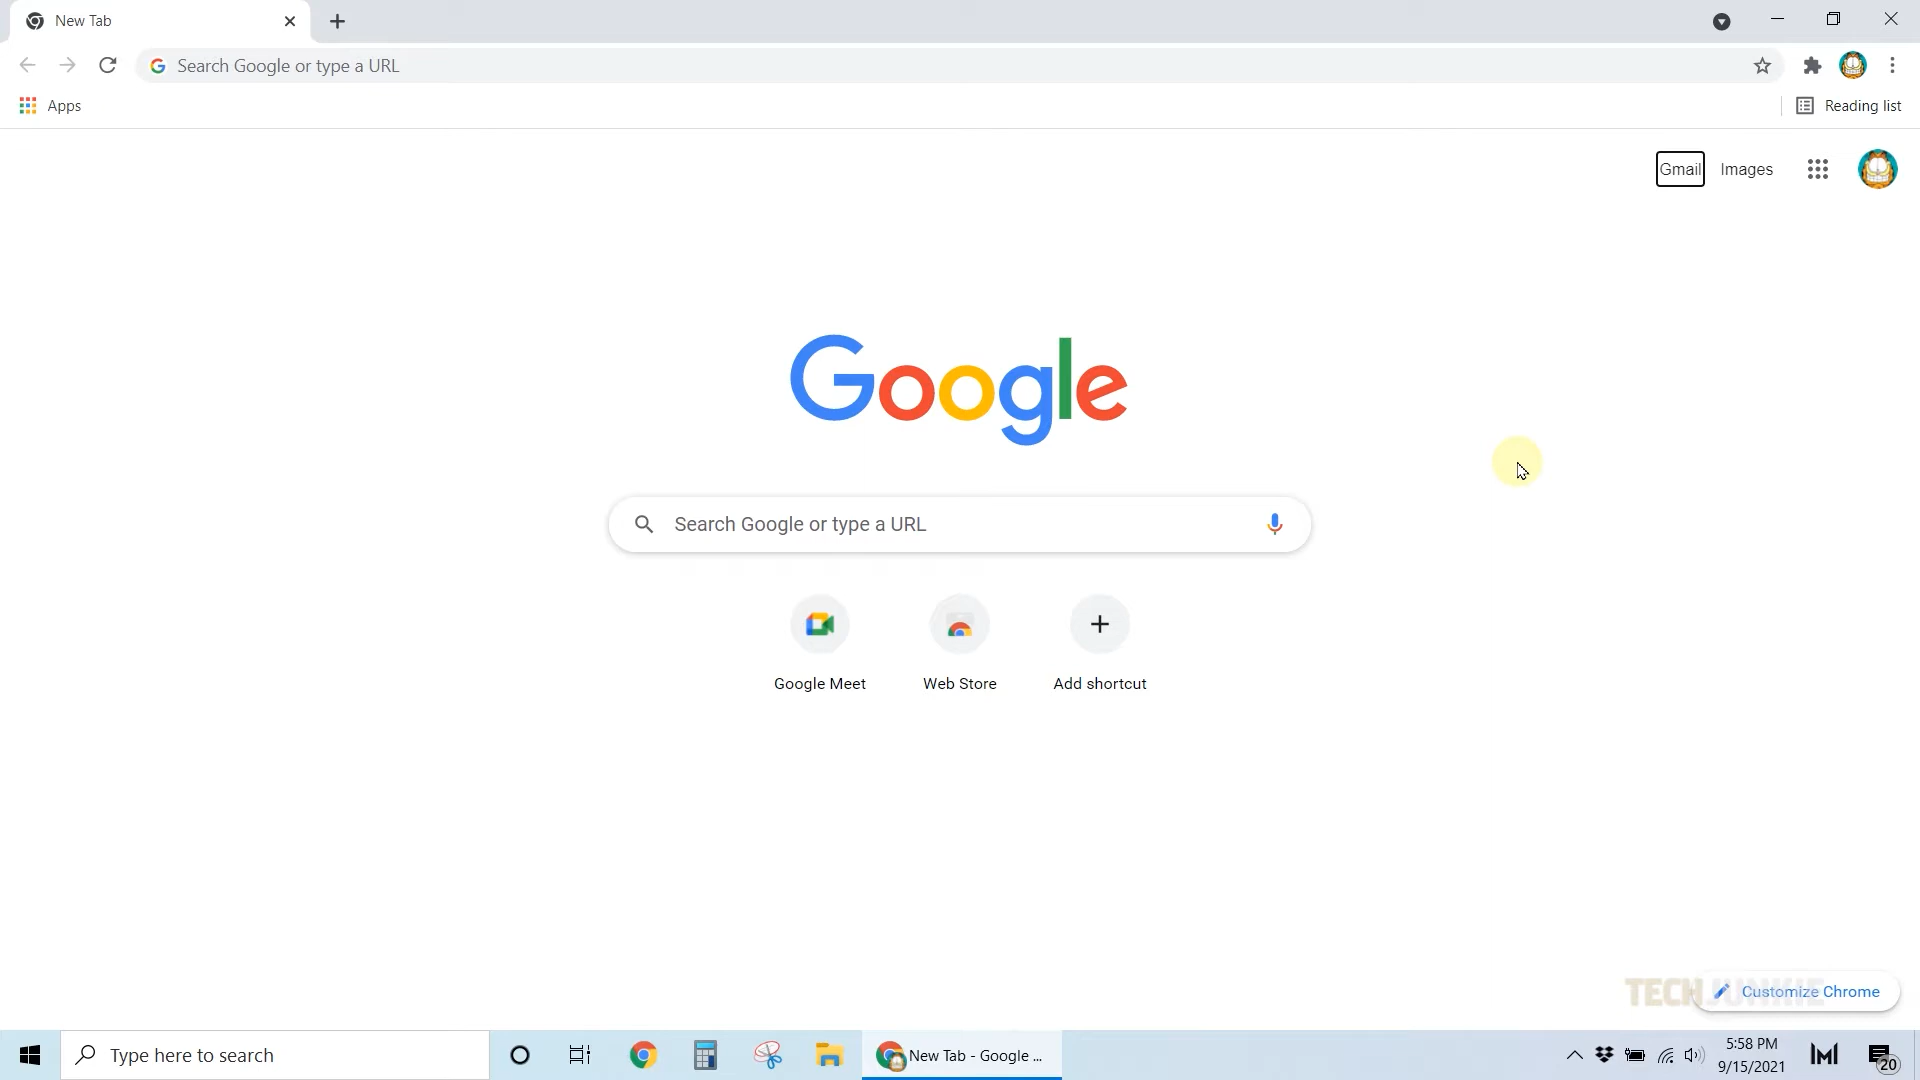 New Tab
Search Google or type a URL
Apps
Reading list
Gmail Images
Google
Search Google or type a URL
Google Meet
Web Store
Add shortcut
TECHJUNKIE
Customize Chrome
Type here to search
New Tab - Google ...
5:58 PM
9/15/2021
20